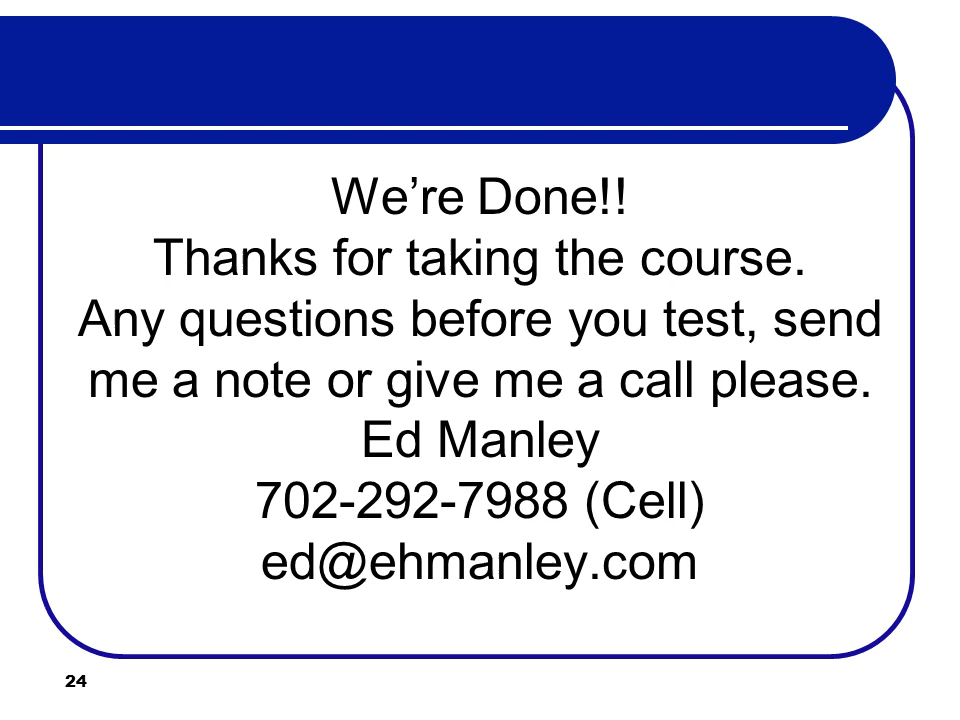 We’re Done!!
Thanks for taking the course.
Any questions before you test, send
me a note or give me a call please.
Ed Manley
702-292-7988 (Cell)
ed@ehmanley.com
24